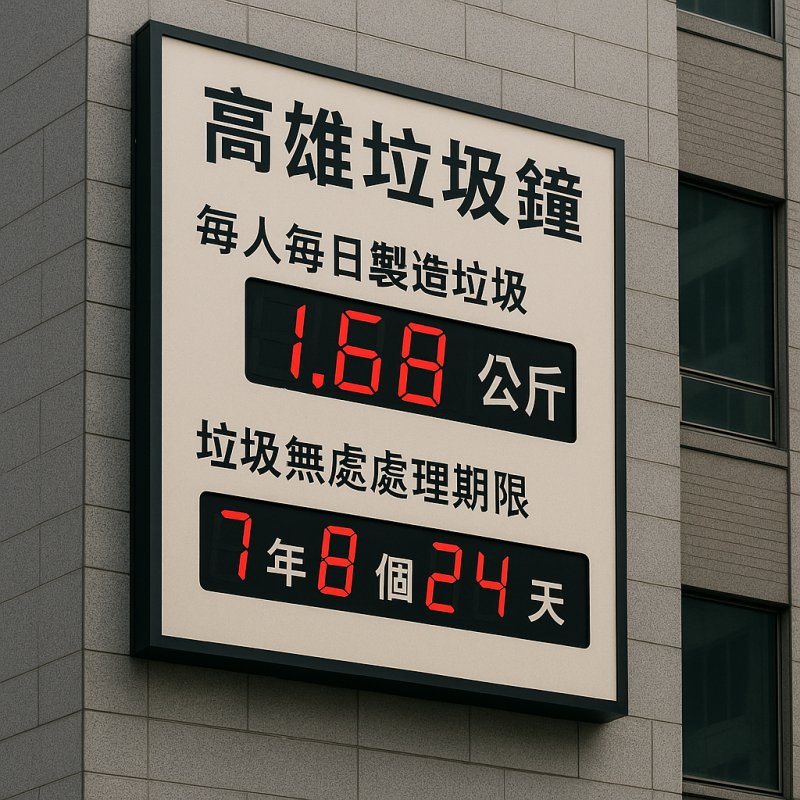 高雄垃圾鐘
每人每日製造垃圾
1.68 公斤
垃圾無處處理期限
7年8個24天